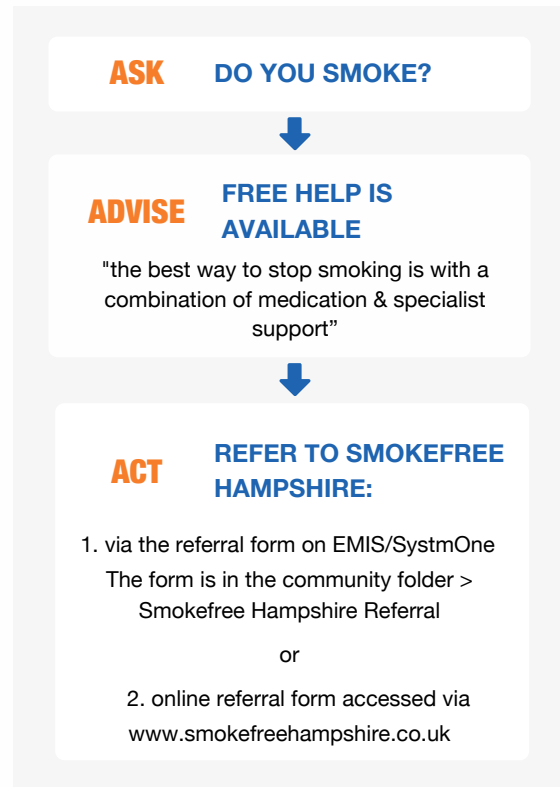 ASK DO YOU SMOKE?
ADVISE FREE HELP IS
AVAILABLE
"the best way to stop smoking is with a
combination of medication & specialist
support”
ACT REFER TO SMOKEFREE
HAMPSHIRE:
1. via the referral form on EMIS/SystmOne
The form is in the community folder >
Smokefree Hampshire Referral
or
2. online referral form accessed via
www.smokefreehampshire.co.uk